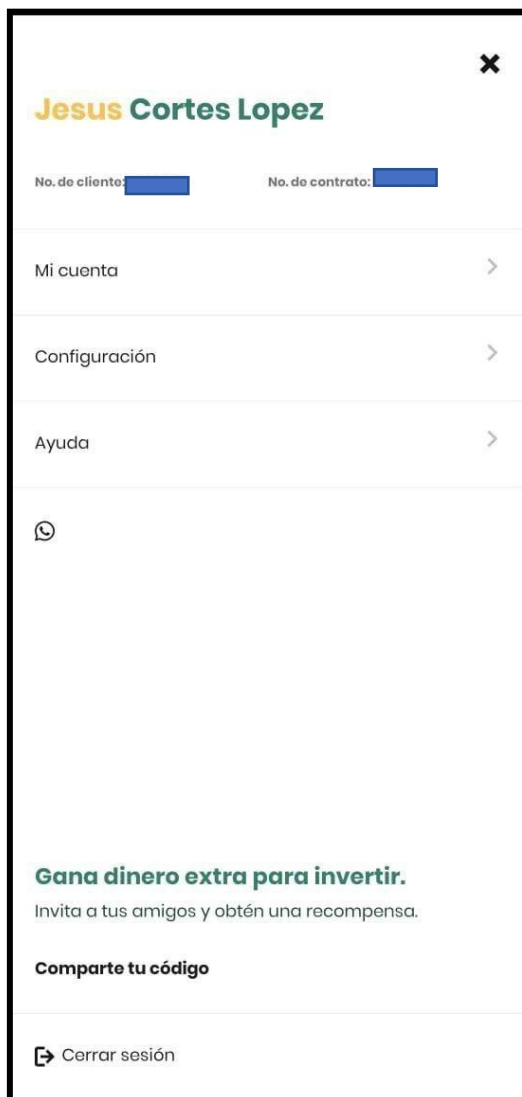 Jesus Cortes Lopez
No. de cliente: No. de contrato:
Mi cuenta
Configuración
Ayuda
Gana dinero extra para invertir.
Invita a tus amigos y obtén una recompensa.
Comparte tu código
Cerrar sesión